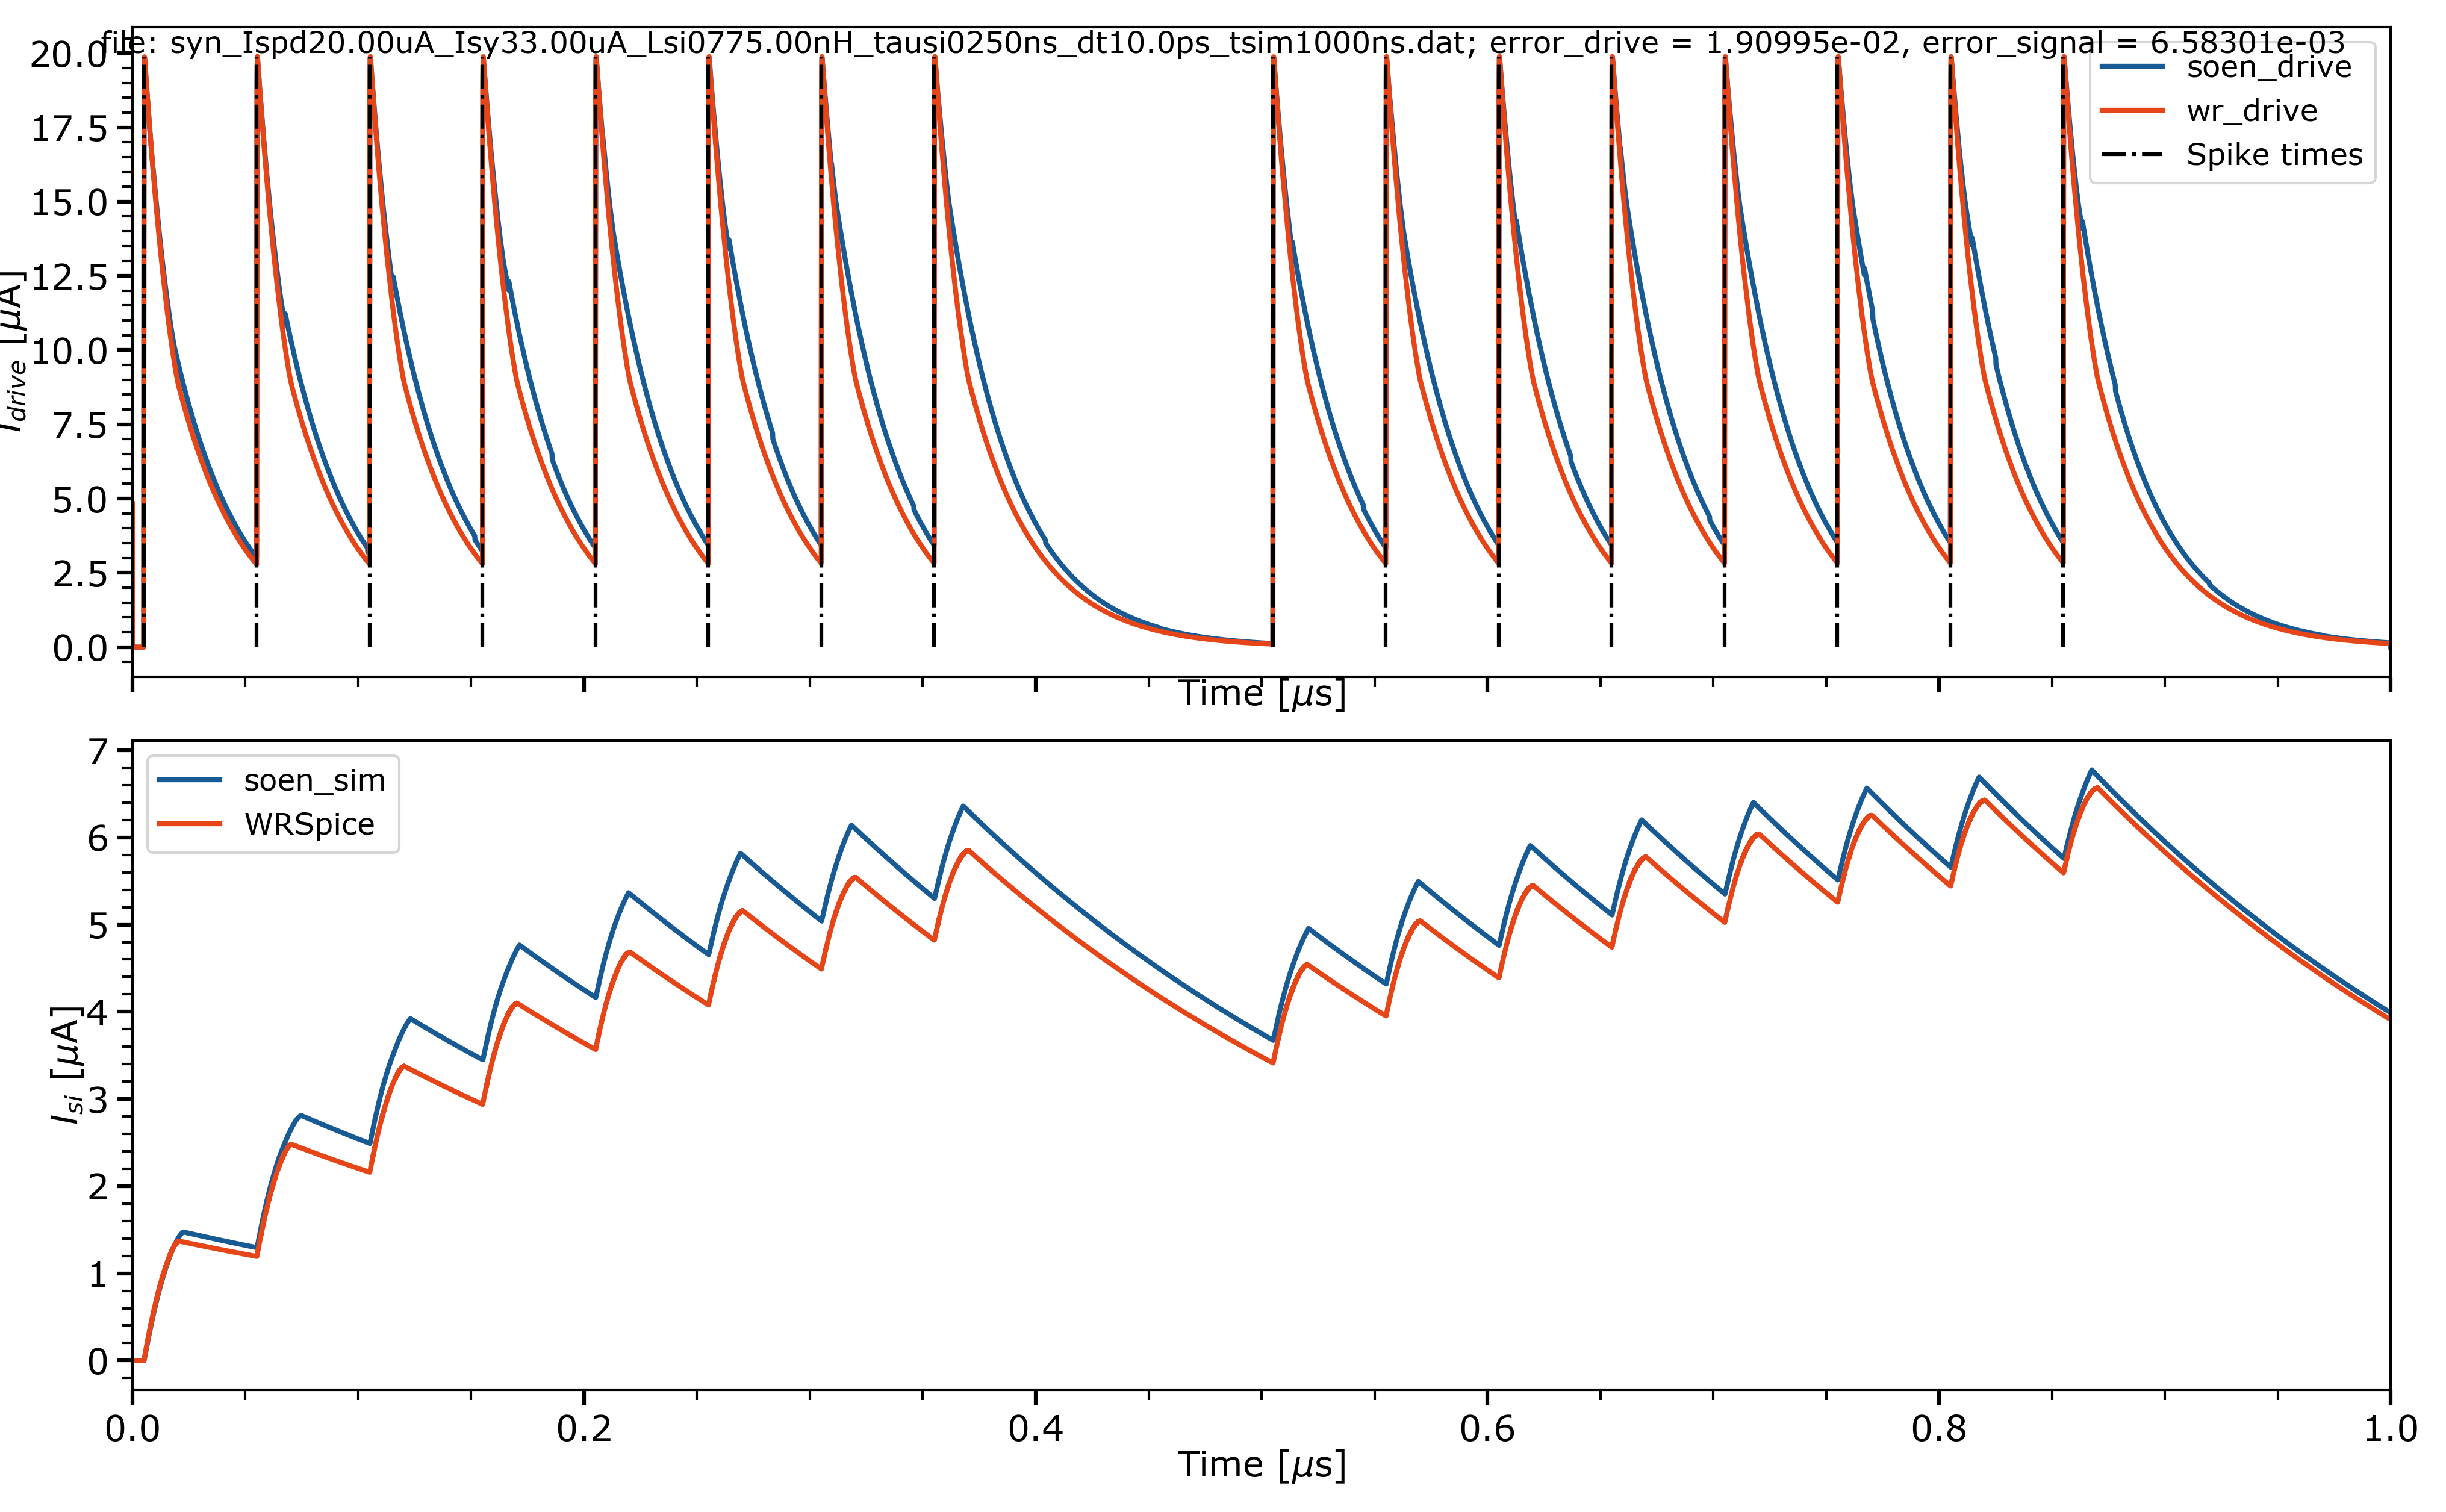 file: syn_Ispd20.00uA_Isy33.00uA_Lsi0775.00nH_tausi0250ns_dt10.0ps_tsim1000ns.dat; error_drive = 1.90995e-02, error_signal = 6.58301e-03
20.0
17.5
15.0
12.5
10.0
7.5
5.0
2.5
0.0
I_drive [μA]
soen_drive
wr_drive
Spike times
Time [μs]
7
6
5
4
3
2
1
0
I_si [μA]
soen_sim
WRSpice
0.0
0.2
0.4
0.6
0.8
1.0
Time [μs]